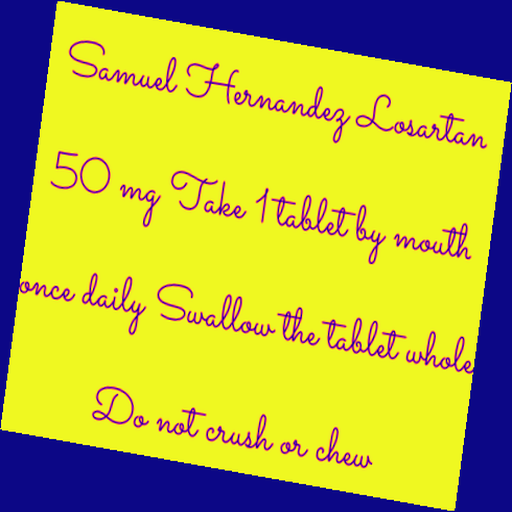 Samuel Hernandez Losartan
50 mg Take 1 tablet by mouth
once daily Swallow the tablet whole
Do not crush or chew